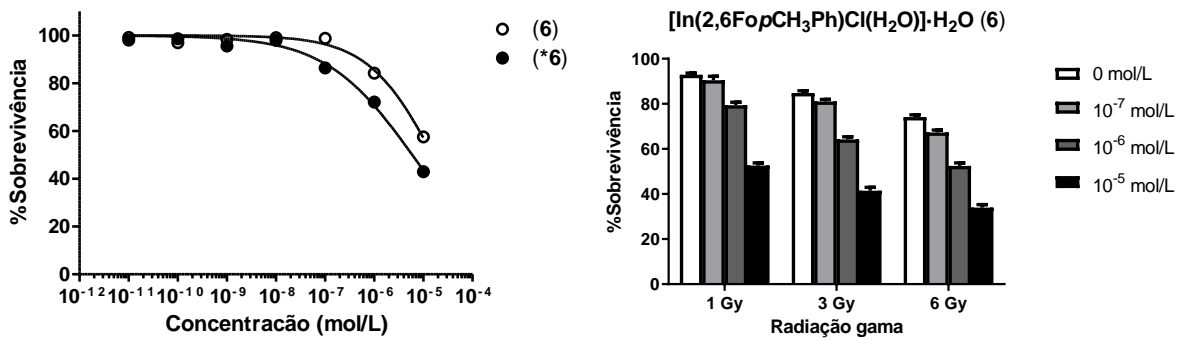 %Sobrevivência
100
80
60
40
20
0
10⁻¹² 10⁻¹¹ 10⁻¹⁰ 10⁻⁹ 10⁻⁸ 10⁻⁷ 10⁻⁶ 10⁻⁵ 10⁻⁴
Concentracão (mol/L)
(6)
(*6)
[In(2,6FopCH₃Ph)Cl(H₂O)]·H₂O (6)
%Sobrevivência
100
80
60
40
20
0
1 Gy 3 Gy 6 Gy
Radiação gama
0 mol/L
10⁻⁷ mol/L
10⁻⁶ mol/L
10⁻⁵ mol/L